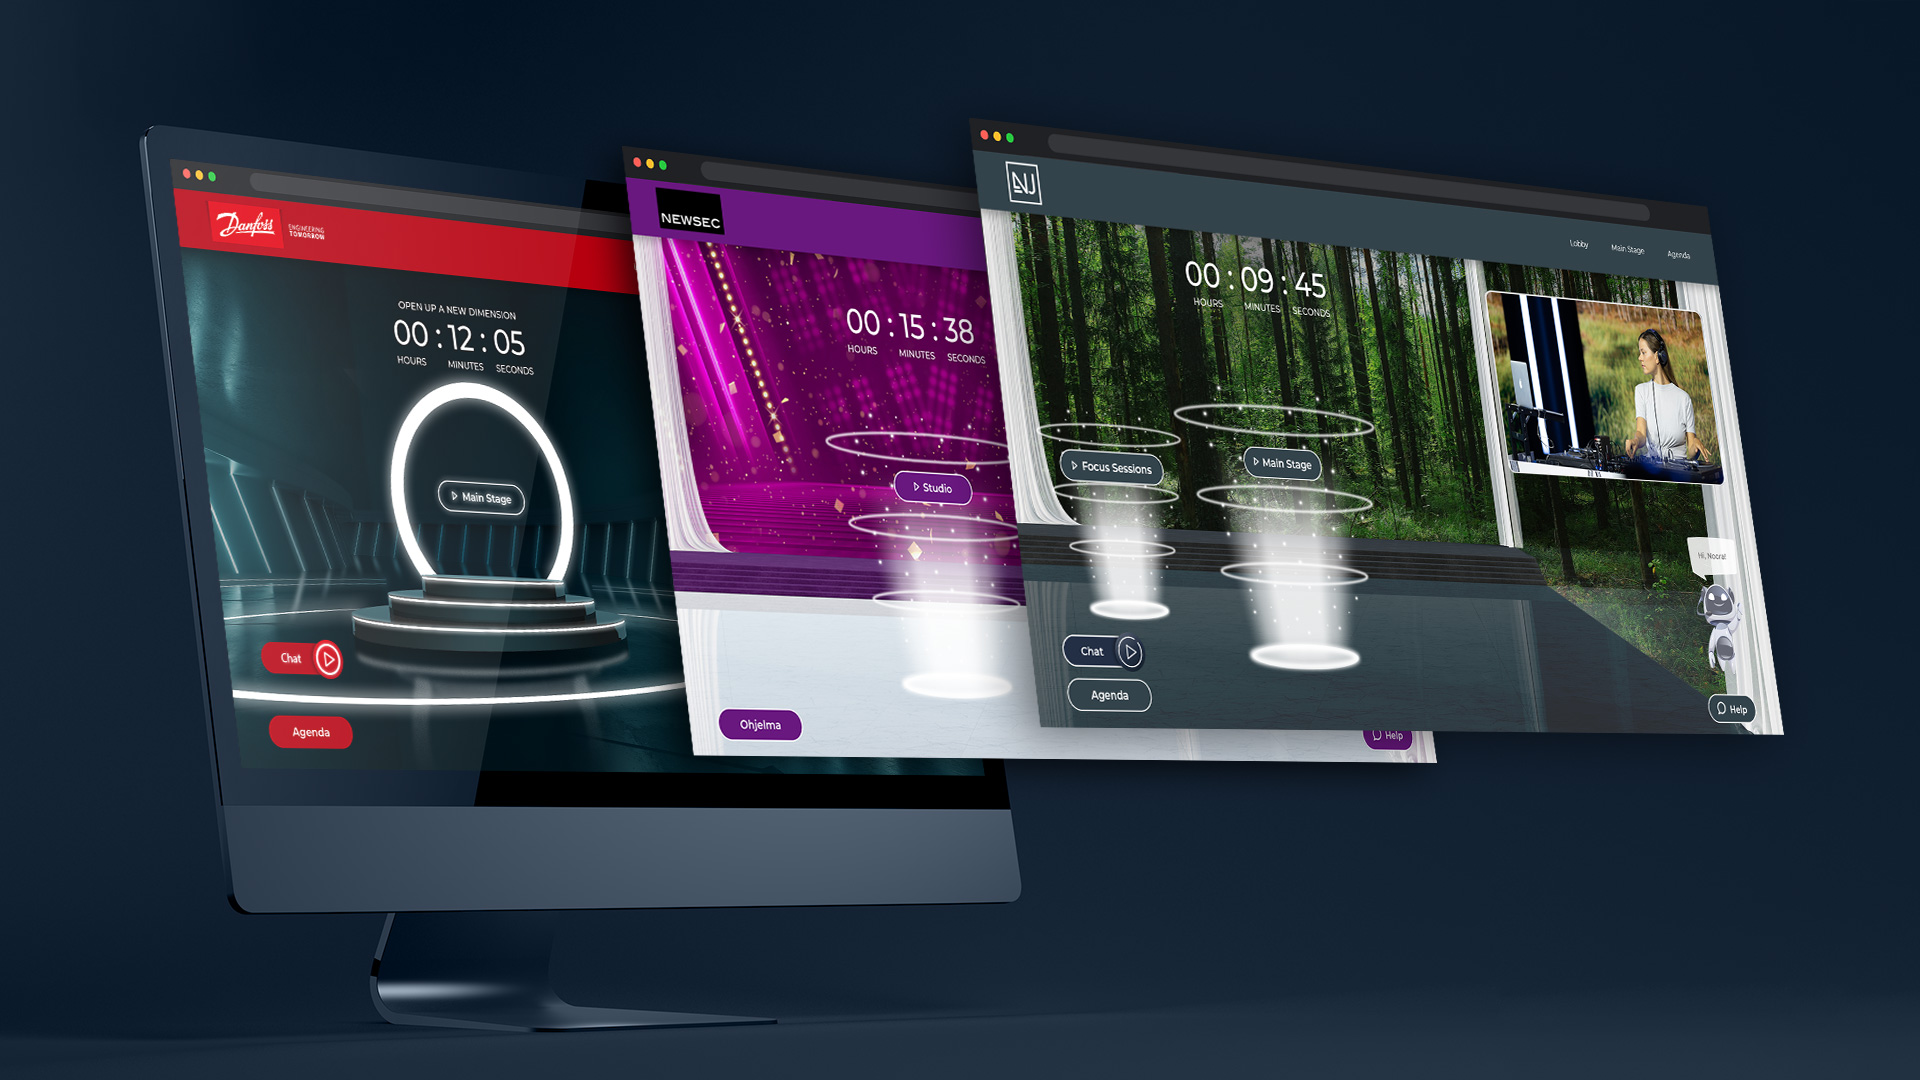 Danfoss
ENGINEERING
TOMORROW
OPEN UP A NEW DIMENSION
00 : 12 : 05
HOURS MINUTES SECONDS
Main Stage
Chat
Agenda
NEWSEC
00 : 15 : 38
HOURS MINUTES SECONDS
Studio
Ohjelma
Help
NJ
Lobby Main Stage Agenda
00 : 09 : 45
HOURS MINUTES SECONDS
Focus Sessions
Main Stage
Hi, Noora!
Chat
Agenda
Help